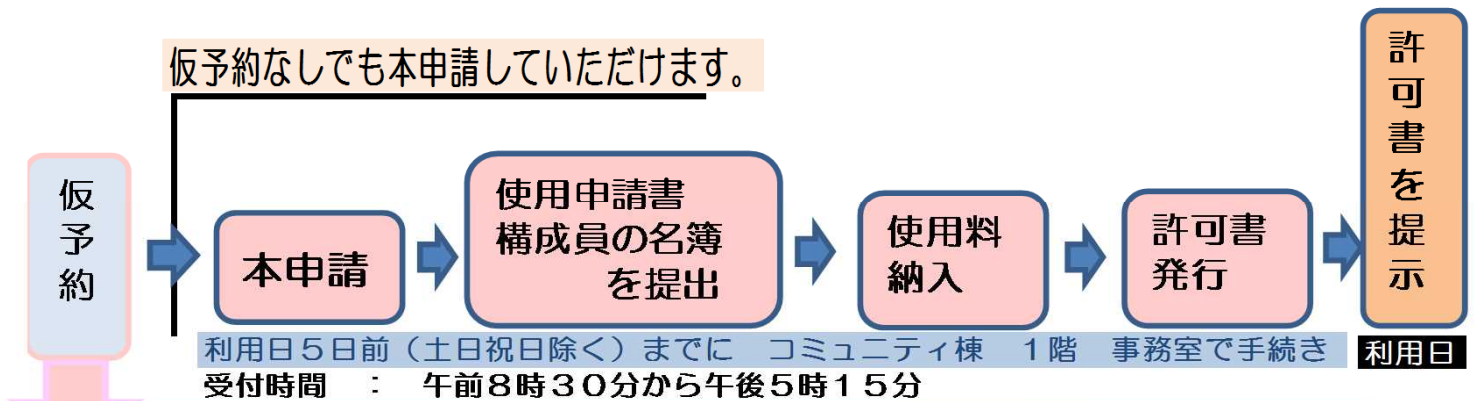 仮予約なしでも本申請していただけます。
仮予約
本申請
使用申請書
構成員の名簿
を提出
使用料
納入
許可書
発行
許可書を提示
利用日５日前（土日祝日除く）までに　コミュニティ棟　１階　事務室で手続き
利用日
受付時間　：　午前８時３０分から午後５時１５分